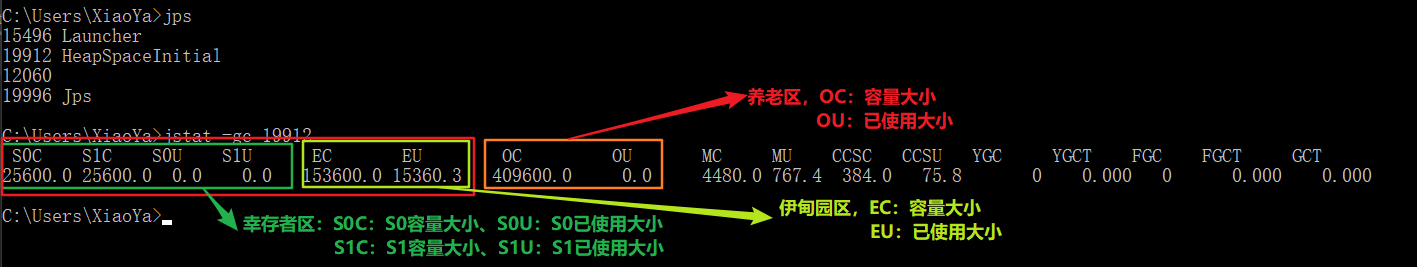 C:\Users\XiaoYa>jps
15496 Launcher
19912 HeapSpaceInitial
12060
19996 Jps
养老区，OC：容量大小
OU：已使用大小
C:\Users\XiaoYa>jstat -gc 19912
S0C S1C S0U S1U EC EU OC OU MC MU CCSC CCSU YGC YGCT FGC FGCT GCT
25600.0 25600.0 0.0 0.0 153600.0 15360.3 409600.0 0.0 4480.0 767.4 384.0 75.8 0 0.000 0 0.000 0.000
C:\Users\XiaoYa>
幸存者区：S0C：S0容量大小、S0U：S0已使用大小
S1C：S1容量大小、S1U：S1已使用大小
伊甸园区，EC：容量大小
EU：已使用大小